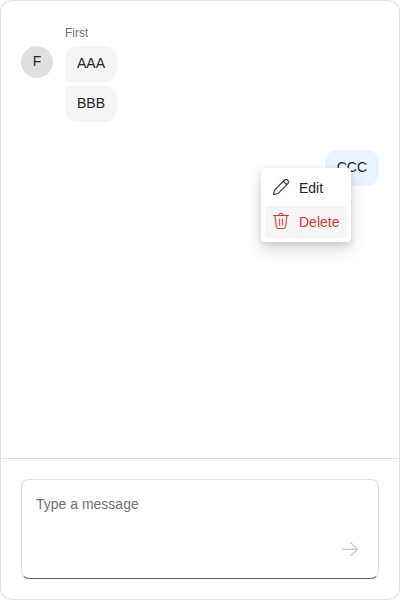 First
F
AAA
BBB
CCC
Edit
Delete
Type a message